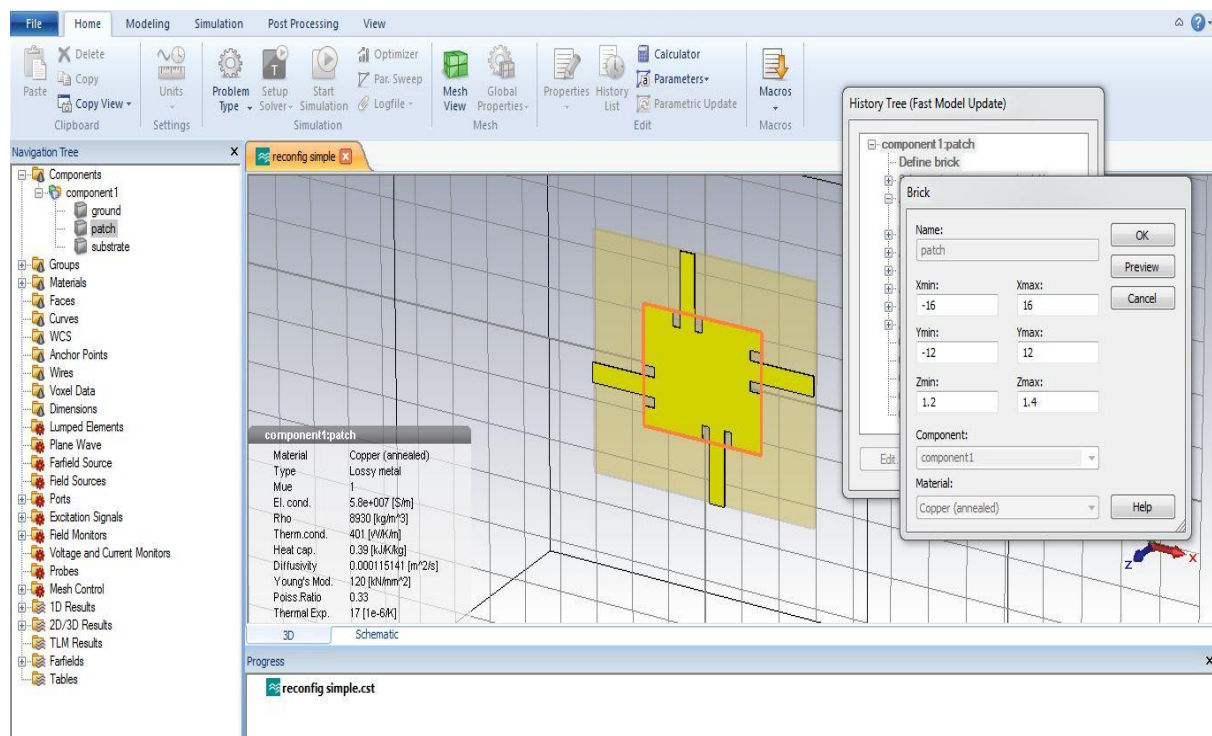 File Home Modeling Simulation Post Processing View
Paste
Delete
Copy
Copy View
Clipboard
Units
Settings
Problem Type
Setup Solver
Start Simulation
Optimizer
Par. Sweep
Logfile
Simulation
Mesh View
Global Properties
Mesh
Properties
History List
Calculator
Parameters
Parametric Update
Edit
Macros
Macros
Navigation Tree
Components
component1
ground
patch
substrate
Groups
Materials
Faces
Curves
WCS
Anchor Points
Wires
Voxel Data
Dimensions
Lumped Elements
Plane Wave
Farfield Source
Field Sources
Ports
Excitation Signals
Field Monitors
Voltage and Current Monitors
Probes
Mesh Control
1D Results
2D/3D Results
TLM Results
Farfields
Tables
reconfig simple
component1:patch
Material Copper (annealed)
Type Lossy metal
Mue 1
El. cond. 5.8e+007 [S/m]
Rho 8930 [kg/m^3]
Therm.cond. 401 [W/K/m]
Heat cap. 0.39 [kJ/K/kg]
Diffusivity 0.000115141 [m^2/s]
Young's Mod. 120 [kN/mm^2]
Poiss.Ratio 0.33
Thermal Exp. 17 [1e-6/K]
z x
3D Schematic
Progress
reconfig simple.cst
History Tree (Fast Model Update)
component1:patch
Define brick
Edit.
Brick
Name:
patch
Xmin: Xmax:
-16 16
Ymin: Ymax:
-12 12
Zmin: Zmax:
1.2 1.4
Component:
component1
Material:
Copper (annealed)
OK
Preview
Cancel
Help